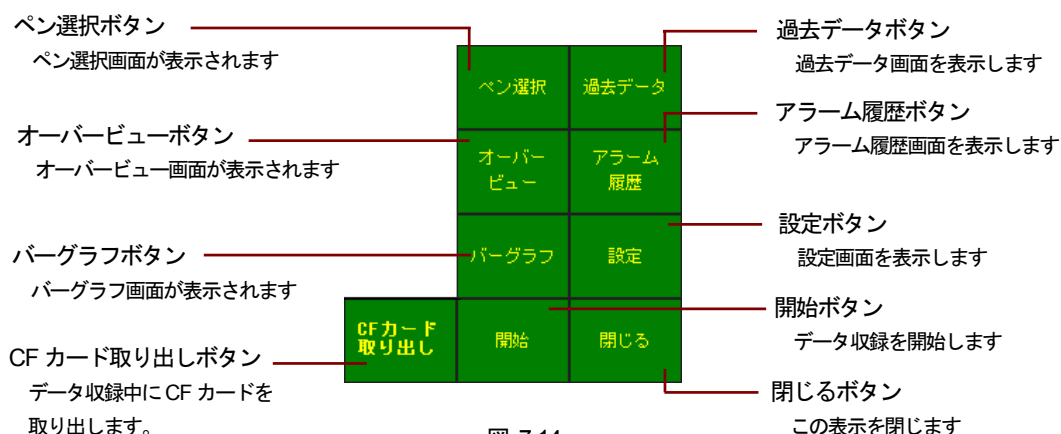 ペン選択ボタン
ペン選択画面が表示されます
オーバービューボタン
オーバービュー画面が表示されます
バーグラフボタン
バーグラフ画面が表示されます
CF カード取り出しボタン
データ収録中に CF カードを
取り出します。
ペン選択
過去データ
オーバー
ビュー
アラーム
履歴
バーグラフ
設定
CFカード
取り出し
開始
閉じる
過去データボタン
過去データ画面を表示します
アラーム履歴ボタン
アラーム履歴画面を表示します
設定ボタン
設定画面を表示します
開始ボタン
データ収録を開始します
閉じるボタン
この表示を閉じます
図 7-14